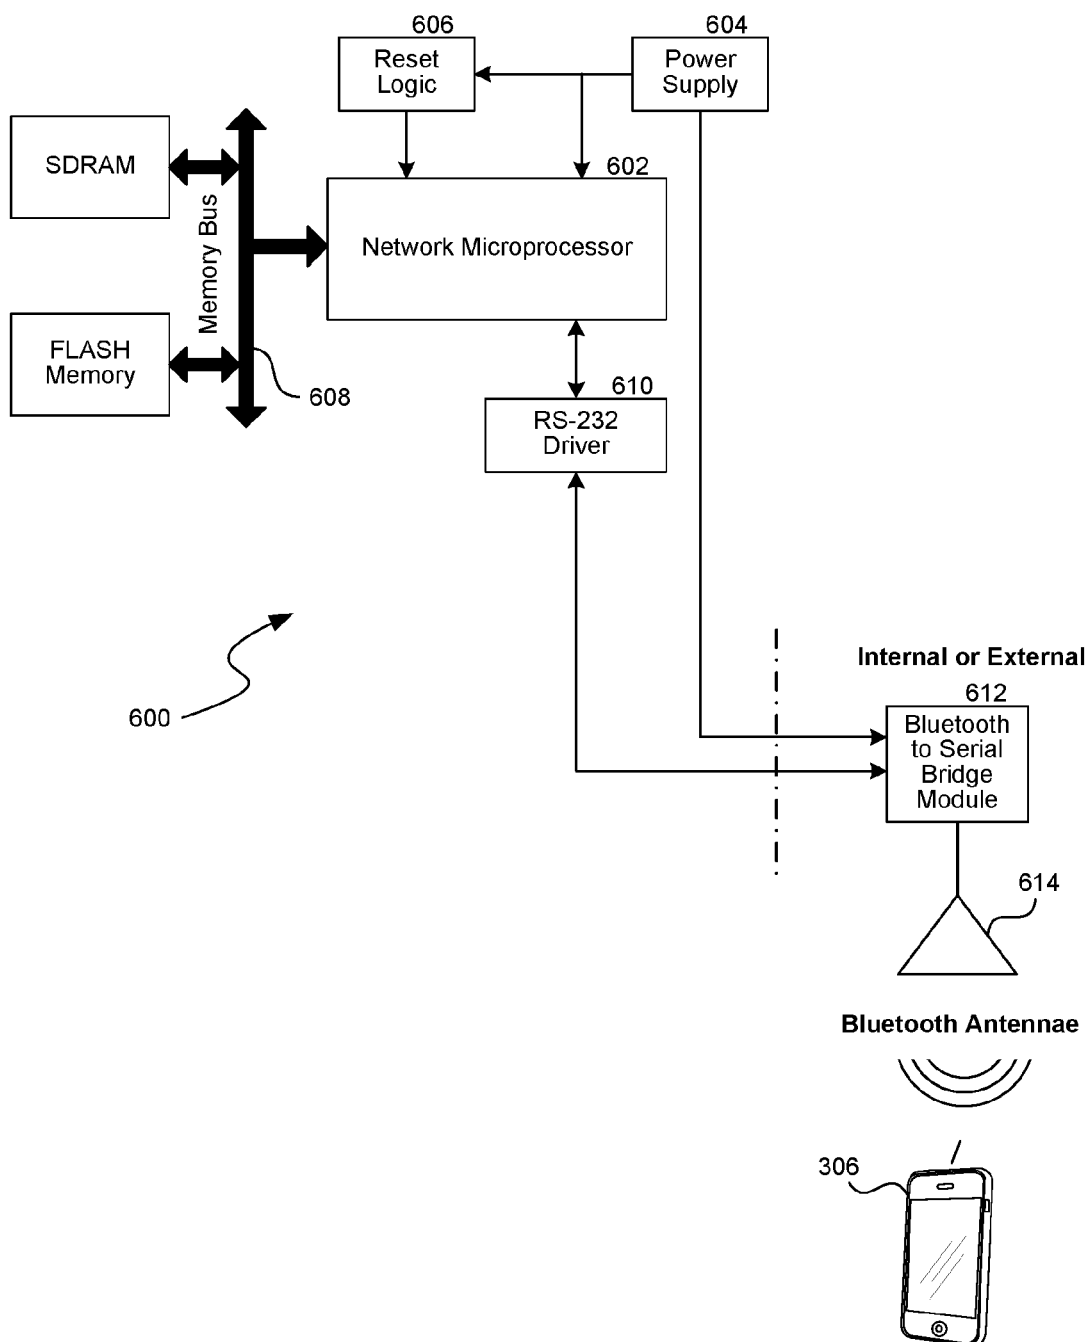 606
604
Reset
Logic
Power
Supply
SDRAM
602
Network Microprocessor
Memory Bus
FLASH
Memory
608
610
RS-232
Driver
600
Internal or External
612
Bluetooth
to Serial
Bridge
Module
614
Bluetooth Antennae
306